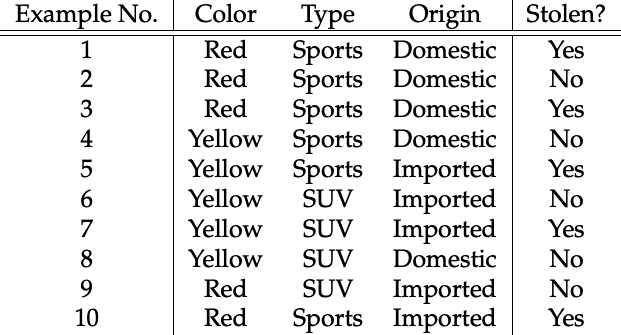 Example No. Color Type Origin Stolen?
1 Red Sports Domestic Yes
2 Red Sports Domestic No
3 Red Sports Domestic Yes
4 Yellow Sports Domestic No
5 Yellow Sports Imported Yes
6 Yellow SUV Imported No
7 Yellow SUV Imported Yes
8 Yellow SUV Domestic No
9 Red SUV Imported No
10 Red Sports Imported Yes